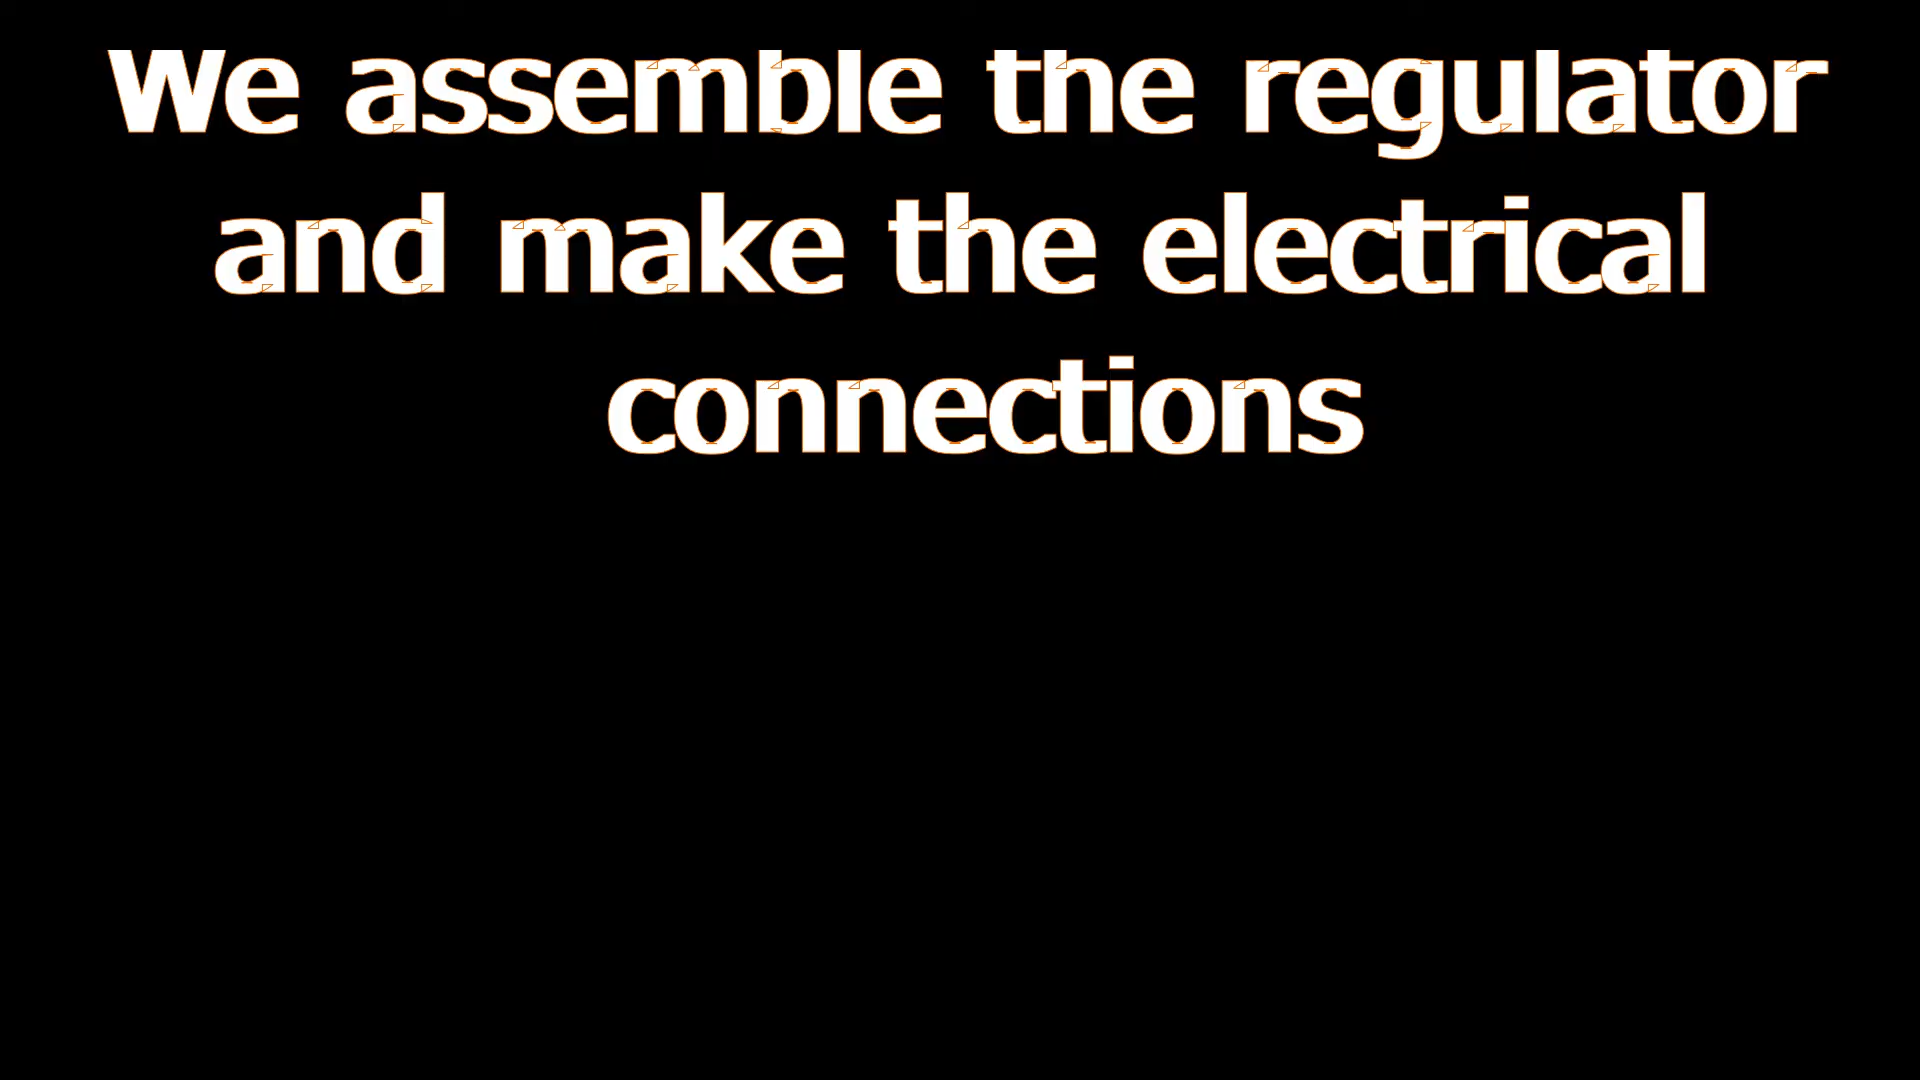 We assemble the regulator
and make the electrical
connections